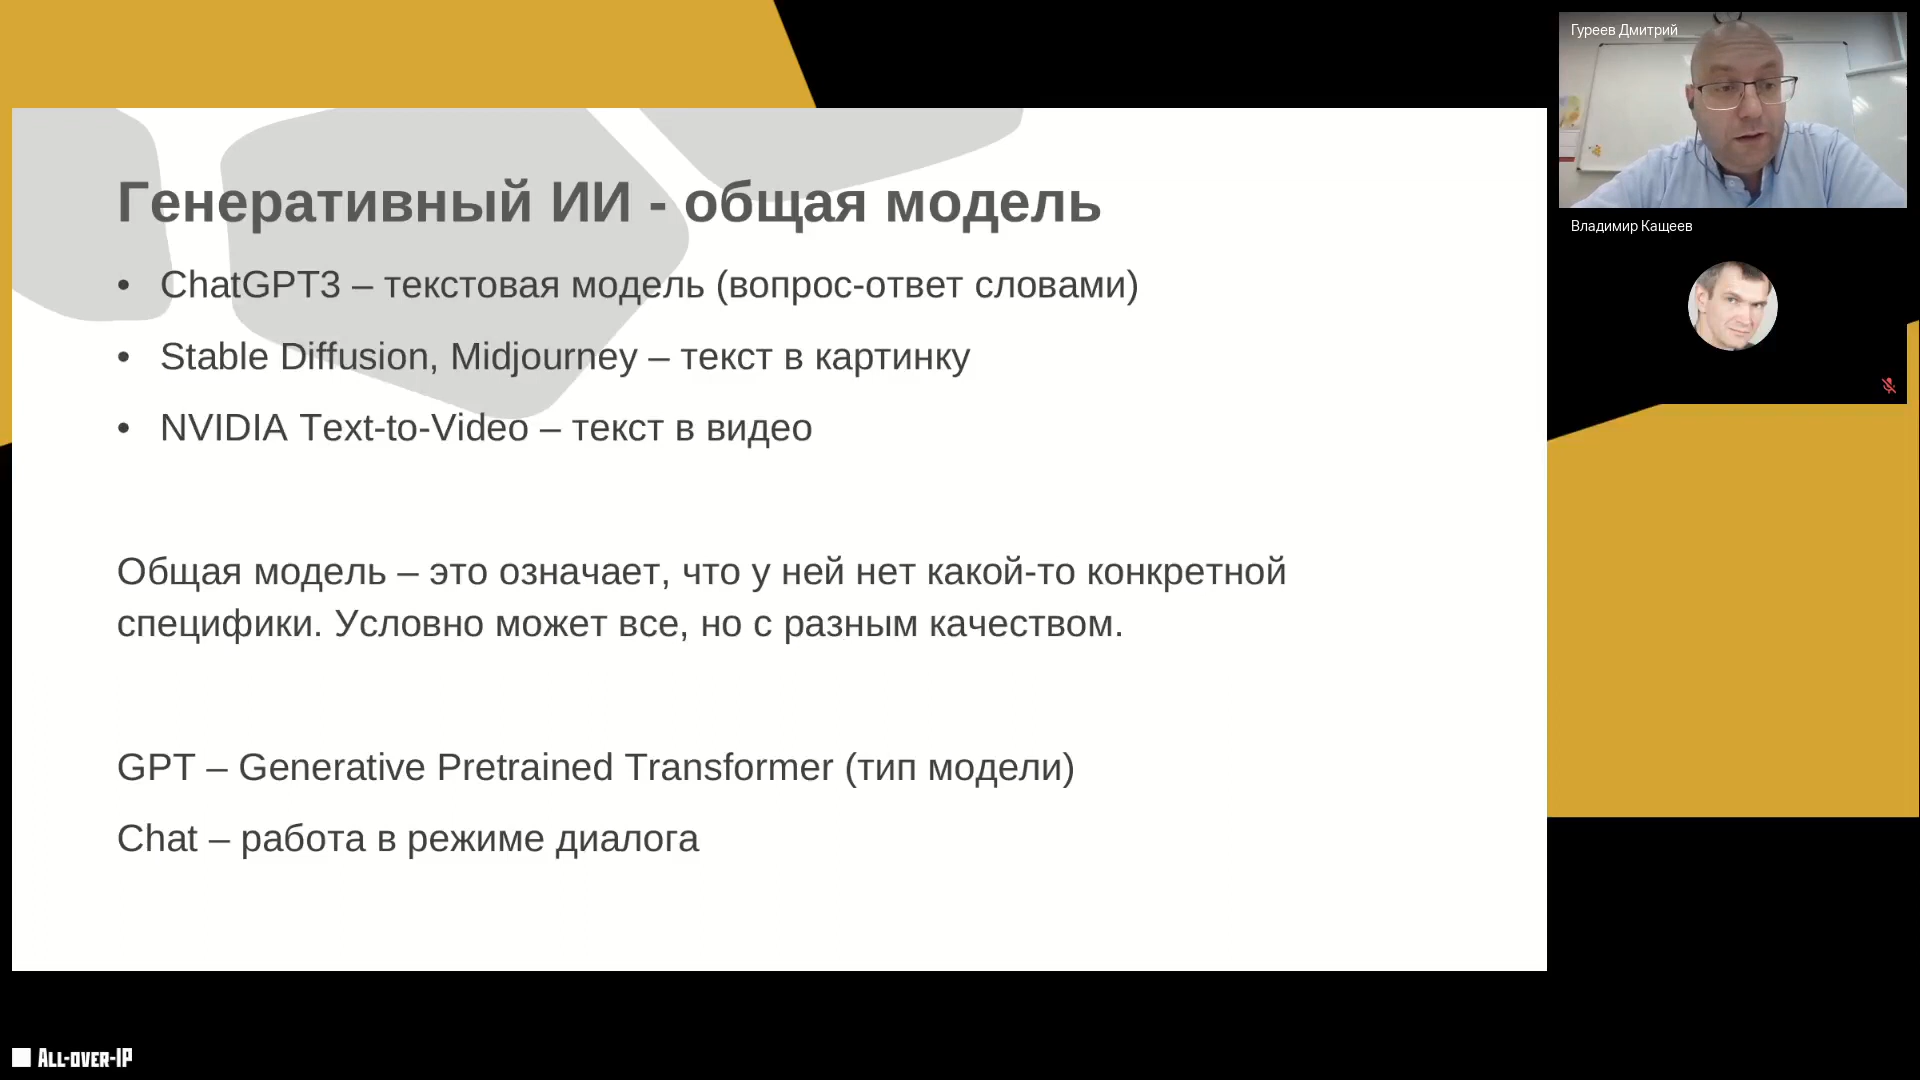 Гуреев Дмитрий
Владимир Кащеев
Генеративный ИИ - общая модель
• ChatGPT3 – текстовая модель (вопрос-ответ словами)
• Stable Diffusion, Midjourney – текст в картинку
• NVIDIA Text-to-Video – текст в видео
Общая модель – это означает, что у ней нет какой-то конкретной
специфики. Условно может все, но с разным качеством.
GPT – Generative Pretrained Transformer (тип модели)
Chat – работа в режиме диалога
ALL-OVER-IP